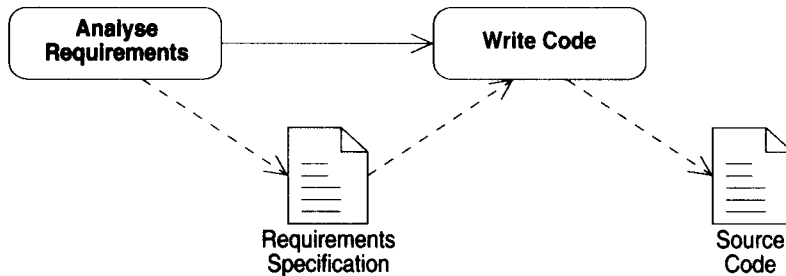 Analyse
Requirements
Write Code
Requirements
Specification
Source
Code